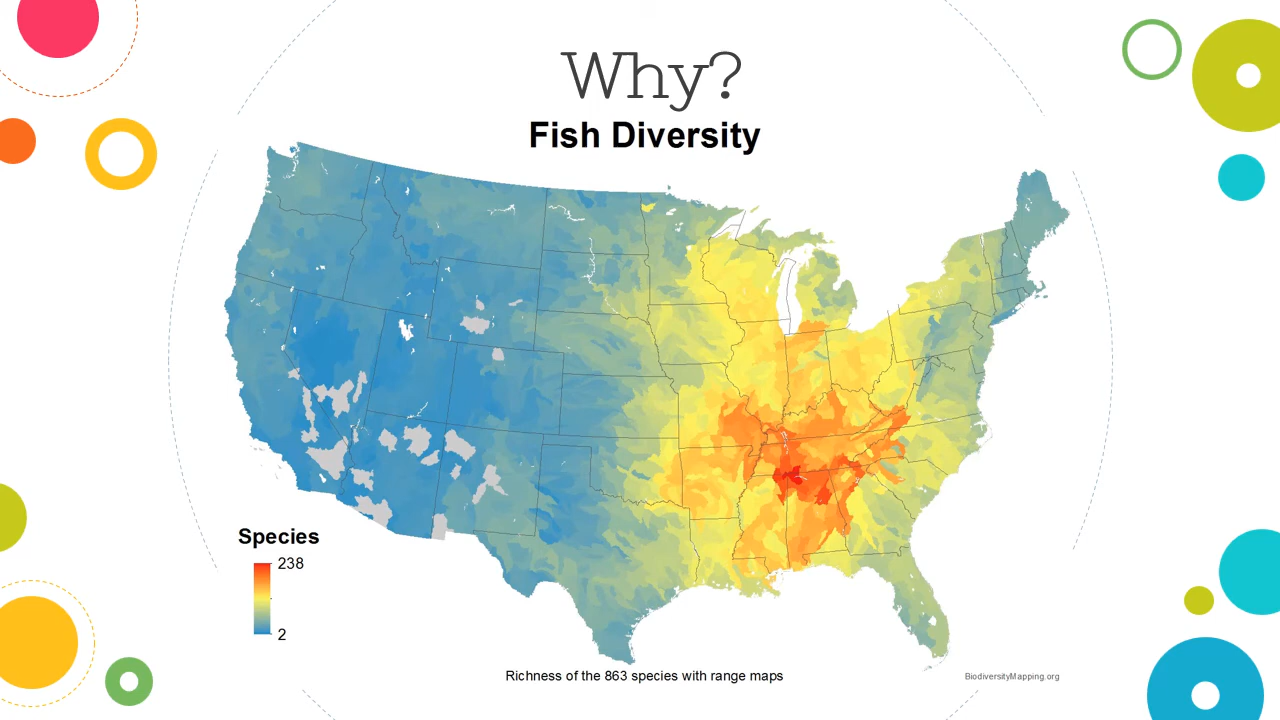 Why?
Fish Diversity
Species
238
2
Richness of the 863 species with range maps
BiodiversityMapping.org